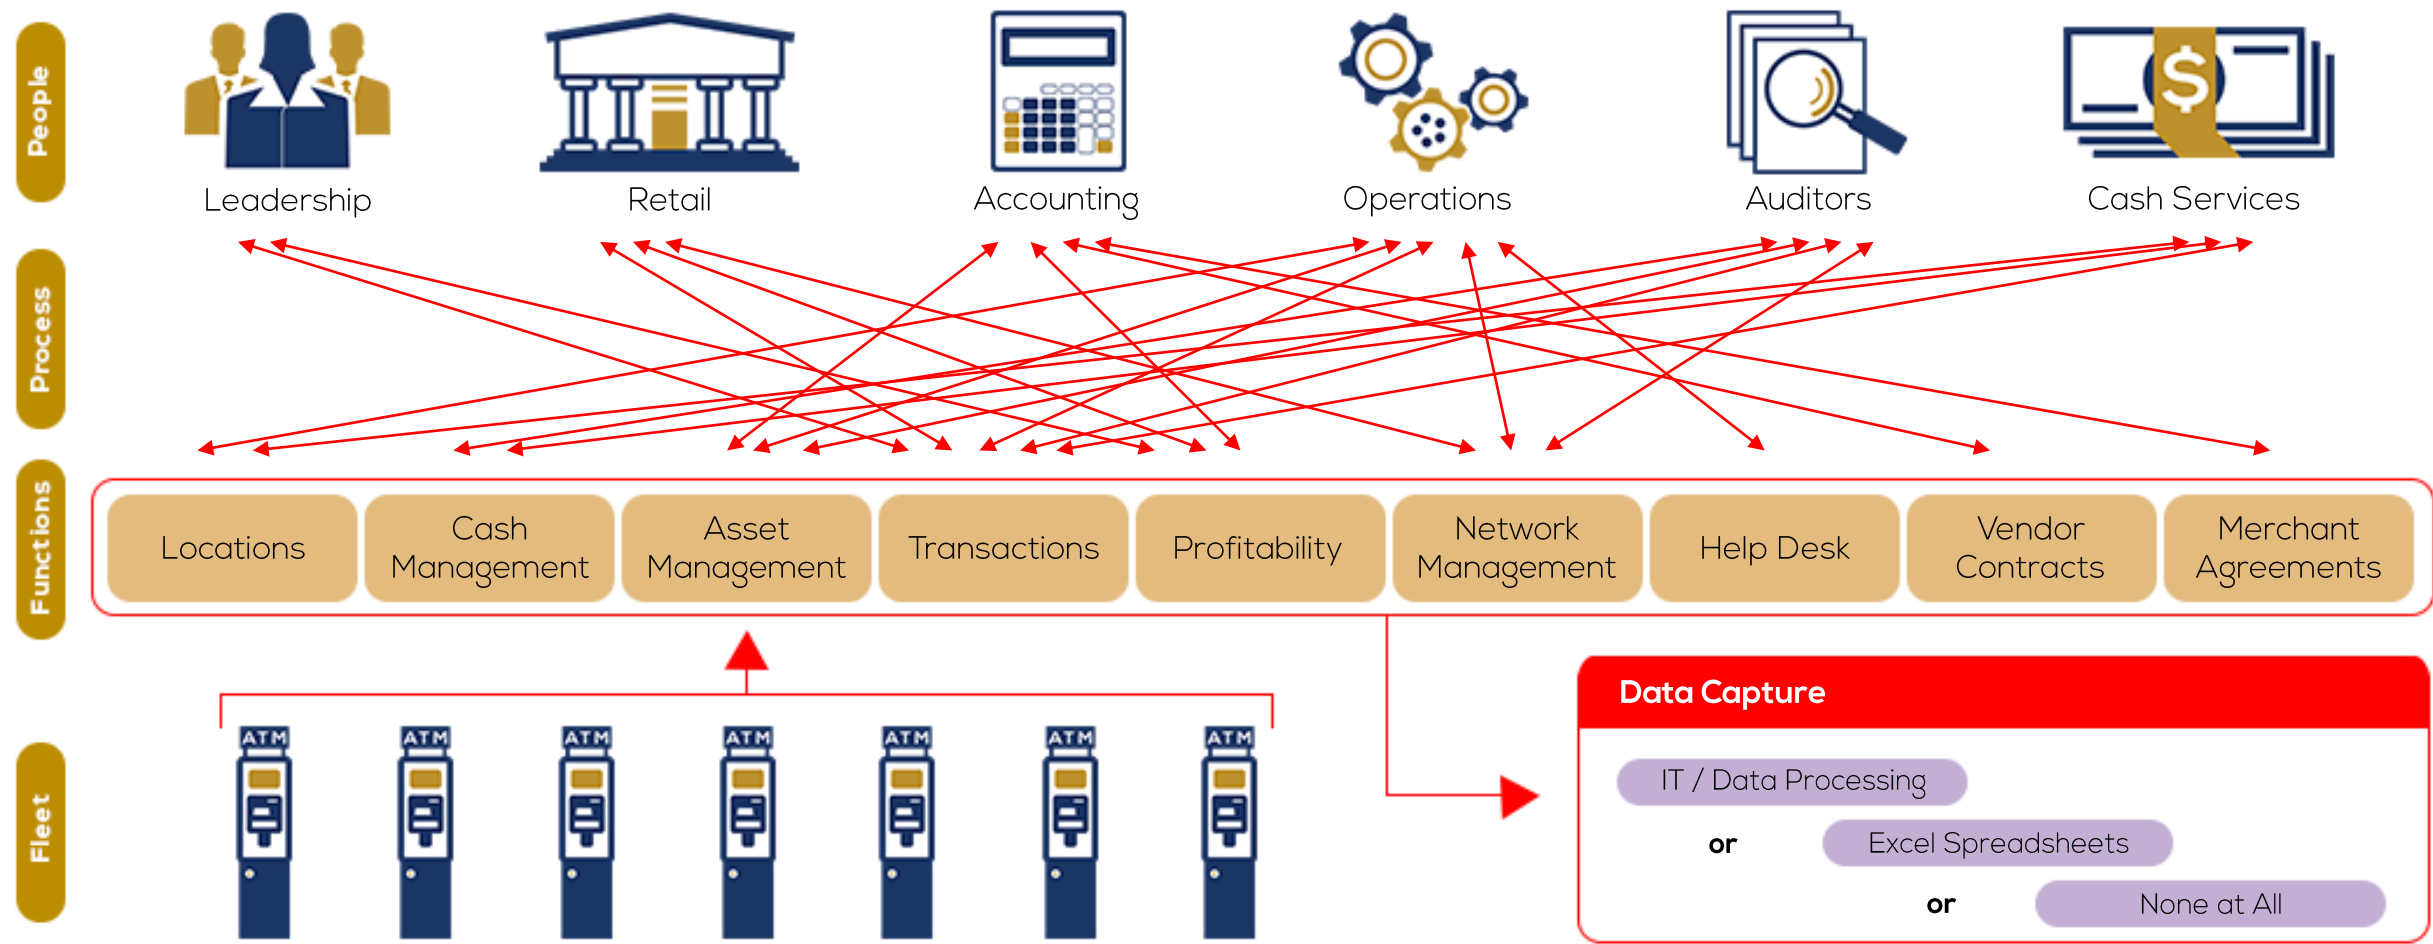 People
Leadership
Retail
Accounting
Operations
Auditors
$
Cash Services
Process
Functions
Locations
Cash
Management
Asset
Management
Transactions
Profitability
Network
Management
Help Desk
Vendor
Contracts
Merchant
Agreements
Fleet
ATM
ATM
ATM
ATM
ATM
ATM
ATM
Data Capture
IT / Data Processing
or
Excel Spreadsheets
or
None at All